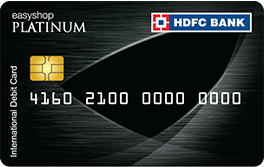 easyshop
PLATINUM
HDFC BANK
4160 2100 0000 0000
International Debit Card